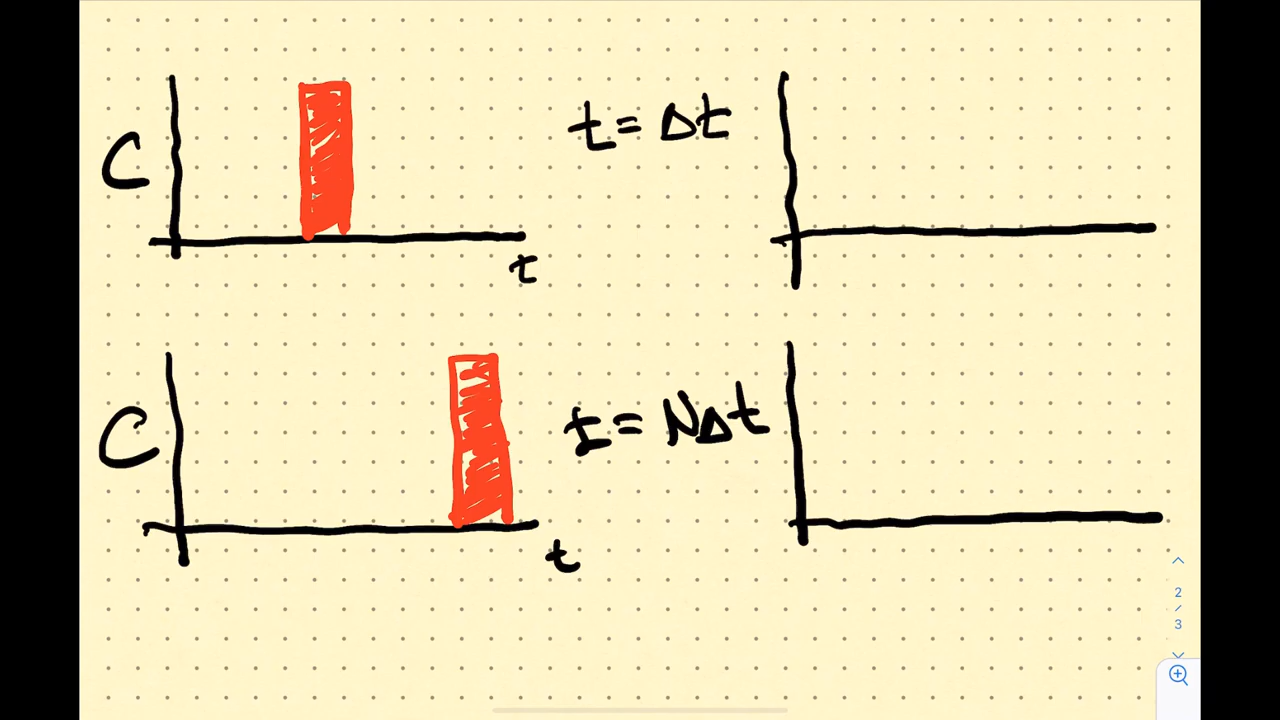 C
t = Δt
t
C
t = NΔt
t
2
/
3